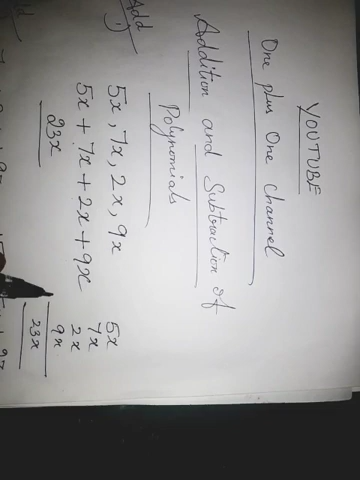 YOUTUBE
One plus One Channel
Addition and Subtraction of
Polynomials
Add
i)
5x, 7x, 2x, 9x
5x + 7x + 2x + 9x
23x
5x
7x
2x
9x
23x